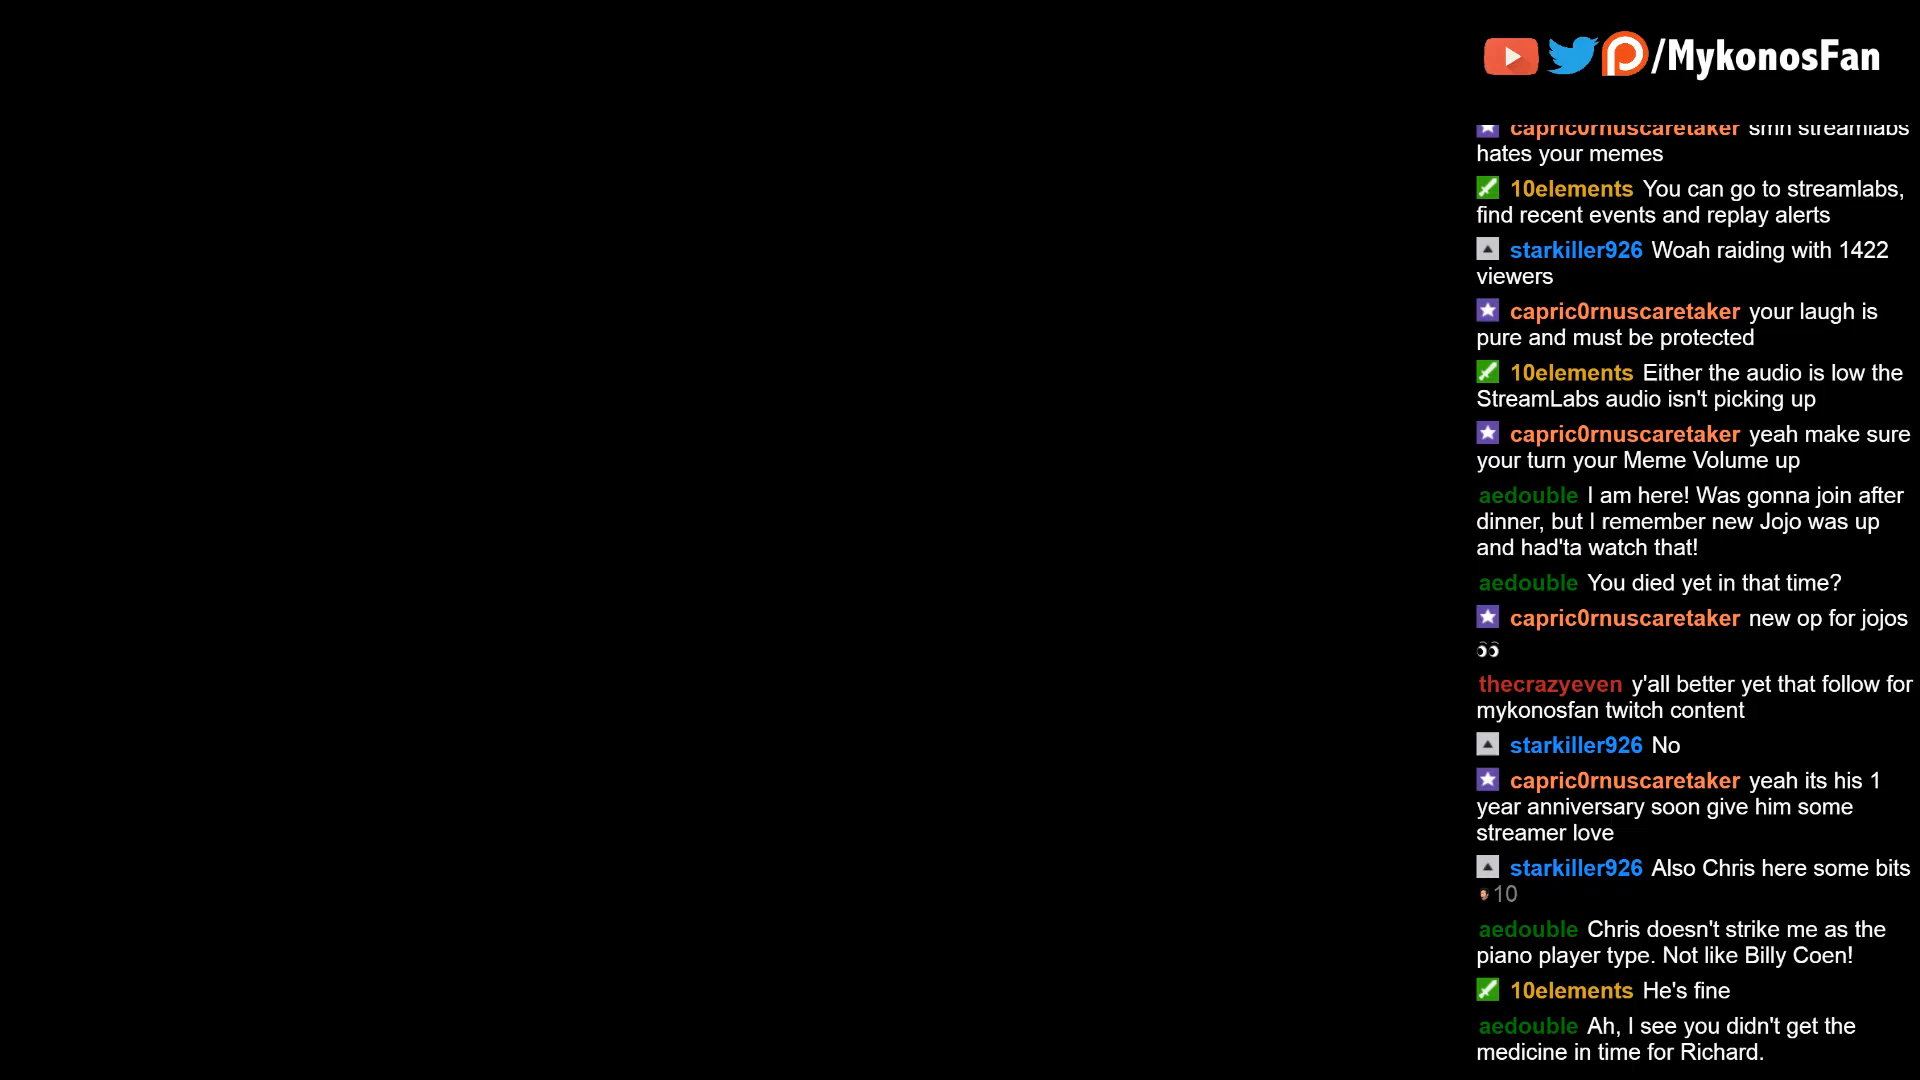 /MykonosFan
capric0rnuscaretaker smh streamlabs
hates your memes
10elements You can go to streamlabs,
find recent events and replay alerts
starkiller926 Woah raiding with 1422
viewers
capric0rnuscaretaker your laugh is
pure and must be protected
10elements Either the audio is low the
StreamLabs audio isn't picking up
capric0rnuscaretaker yeah make sure
your turn your Meme Volume up
aedouble I am here! Was gonna join after
dinner, but I remember new Jojo was up
and had'ta watch that!
aedouble You died yet in that time?
capric0rnuscaretaker new op for jojos
👀
thecrazyeven y'all better yet that follow for
mykonosfan twitch content
starkiller926 No
capric0rnuscaretaker yeah its his 1
year anniversary soon give him some
streamer love
starkiller926 Also Chris here some bits
10
aedouble Chris doesn't strike me as the
piano player type. Not like Billy Coen!
10elements He's fine
aedouble Ah, I see you didn't get the
medicine in time for Richard.